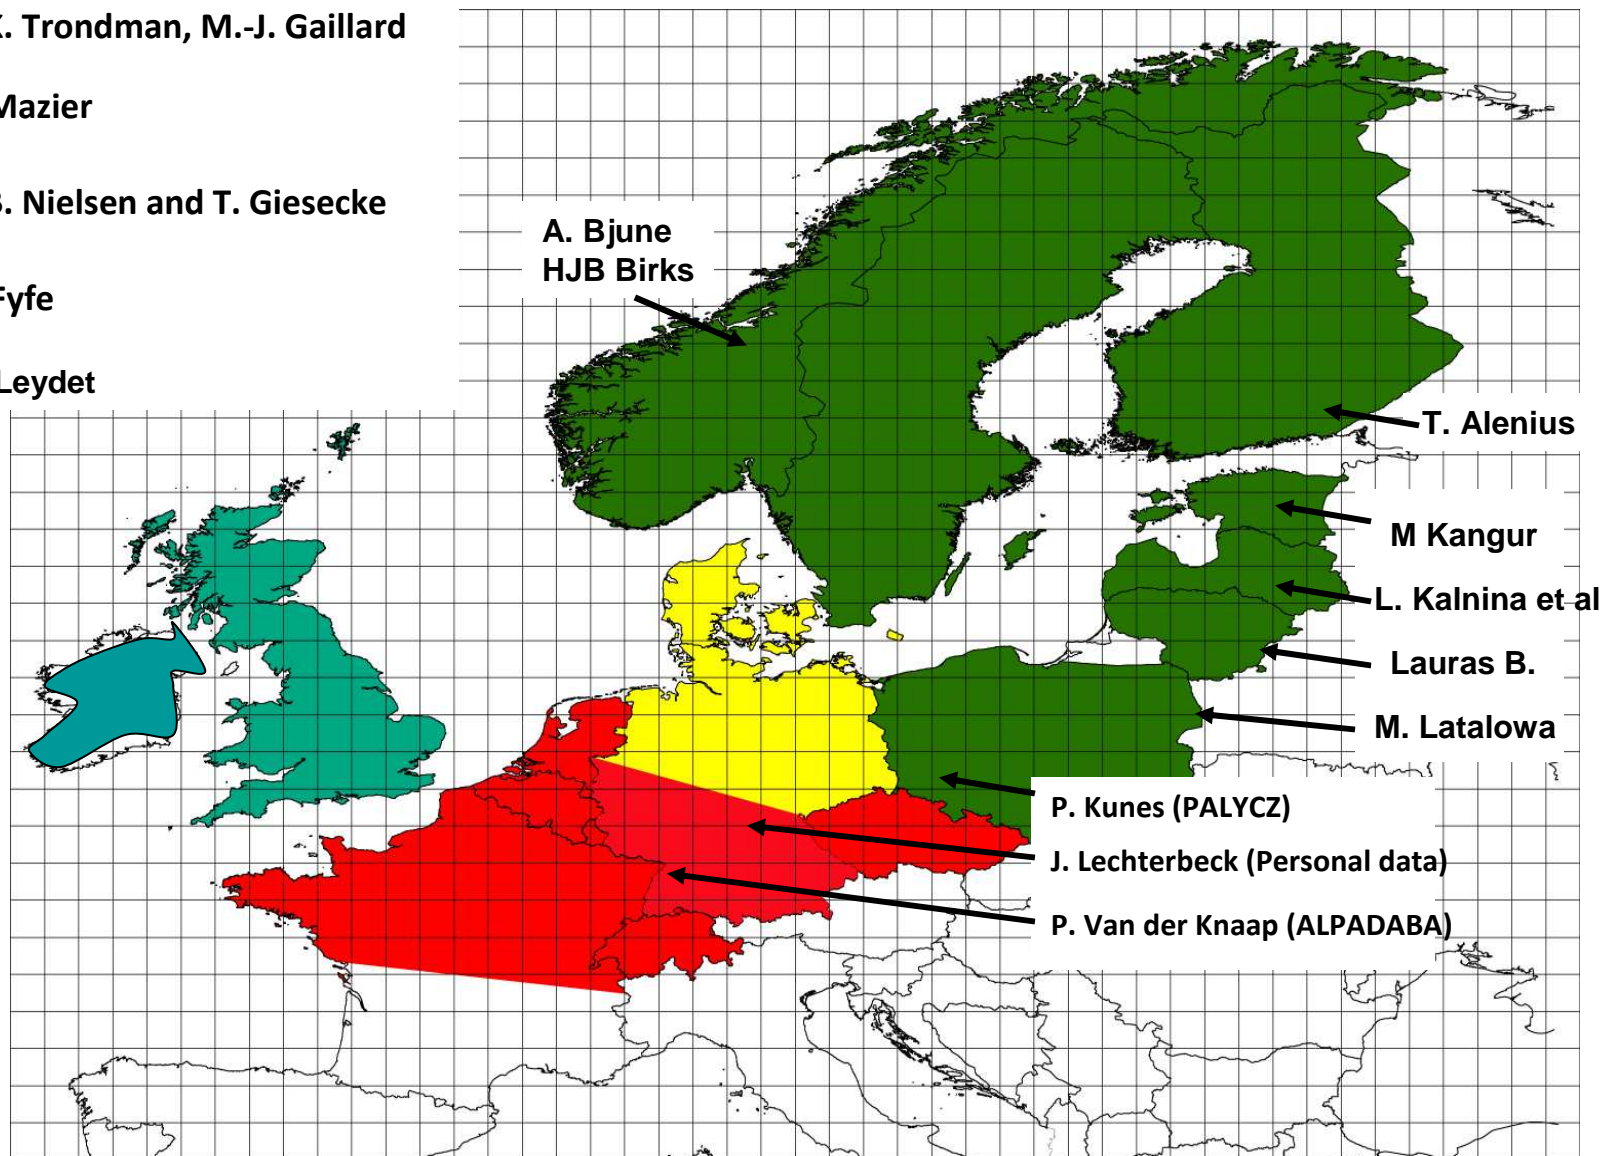 K. Trondman, M.-J. Gaillard
Mazier
B. Nielsen and T. Giesecke
Fyfe
Leydet
A. Bjune
HJB Birks
T. Alenius
M Kangur
L. Kalnina et al
Lauras B.
M. Latalowa
P. Kunes (PALYCZ)
J. Lechterbeck (Personal data)
P. Van der Knaap (ALPADABA)